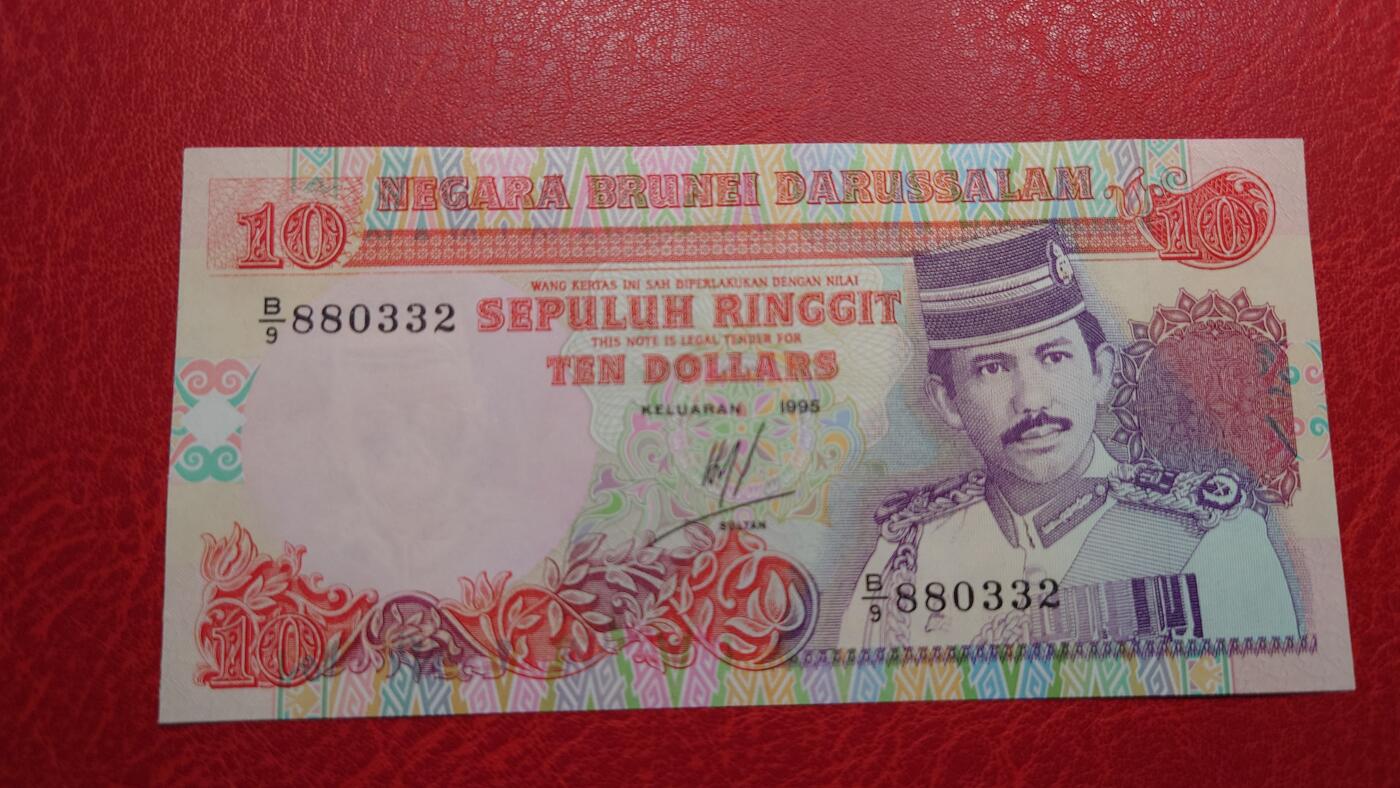 10 NEGARA BRUNEI DARUSSALAM 10
WANG KERTAS INI SAH DIPERLAKUKAN DENGAN NILAI
B/9 880332 SEPULUH RINGGIT
THIS NOTE IS LEGAL TENDER FOR
TEN DOLLARS
KELUARAN 1995
SULTAN
B/9 880332
10